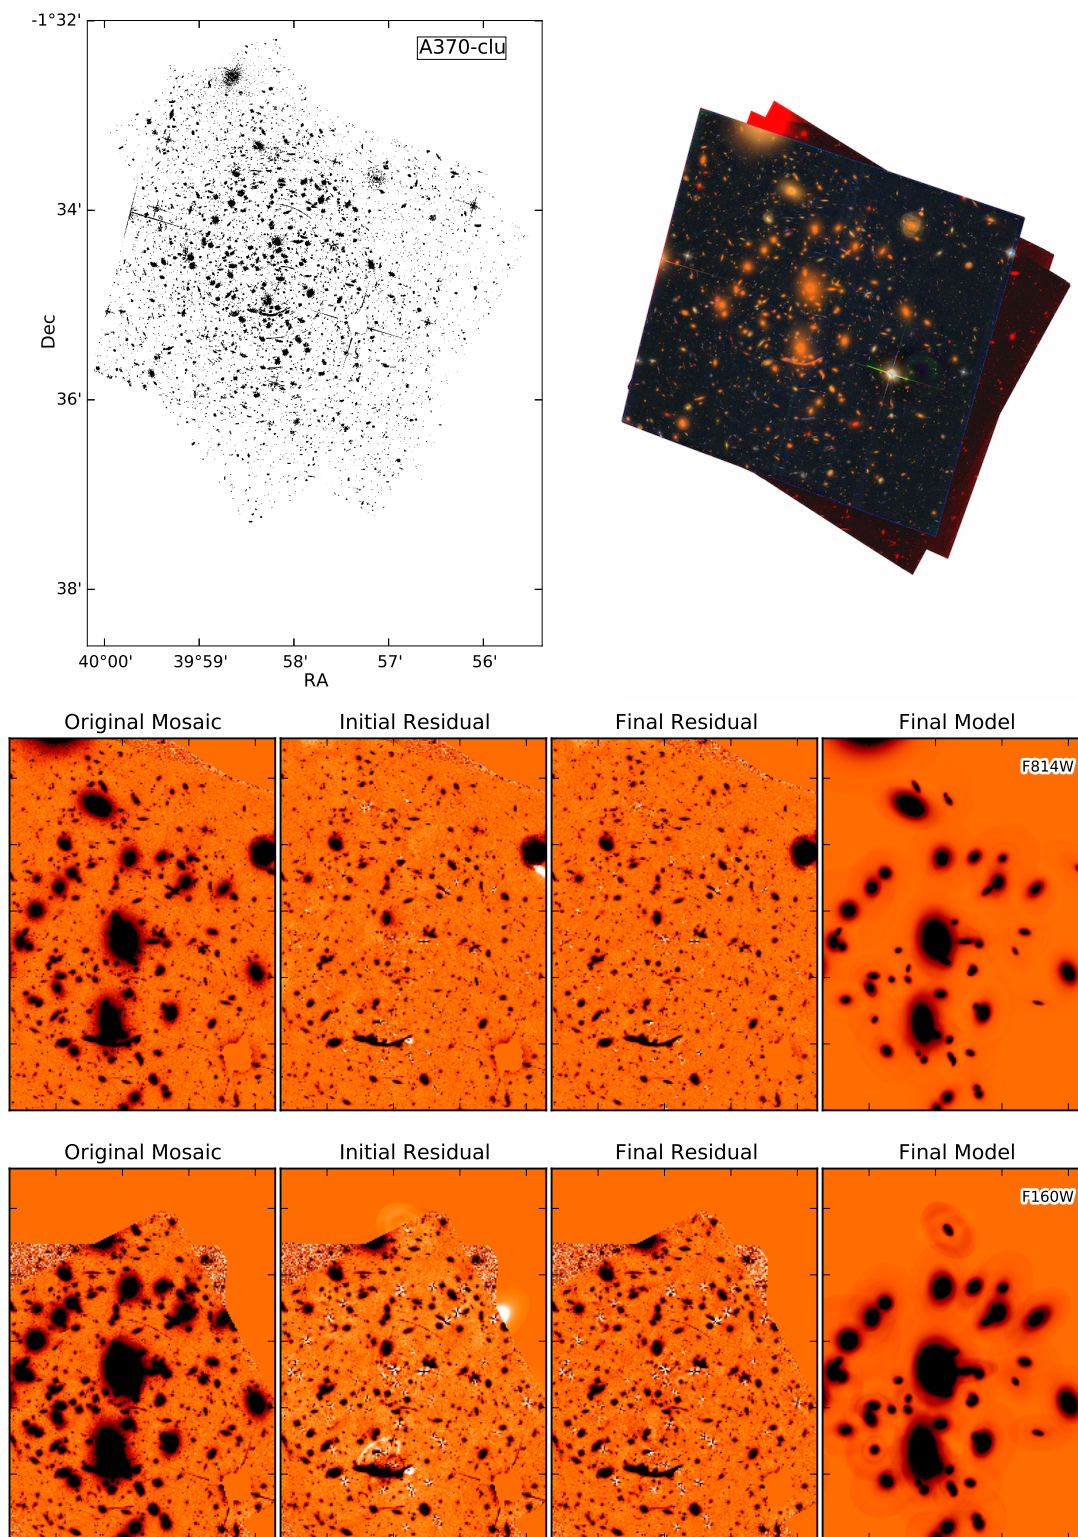 -1°32'
A370-clu
34'
Dec
36'
38'
40°00' 39°59' 58' 57' 56'
RA
Original Mosaic Initial Residual Final Residual Final Model
F814W
Original Mosaic Initial Residual Final Residual Final Model
F160W